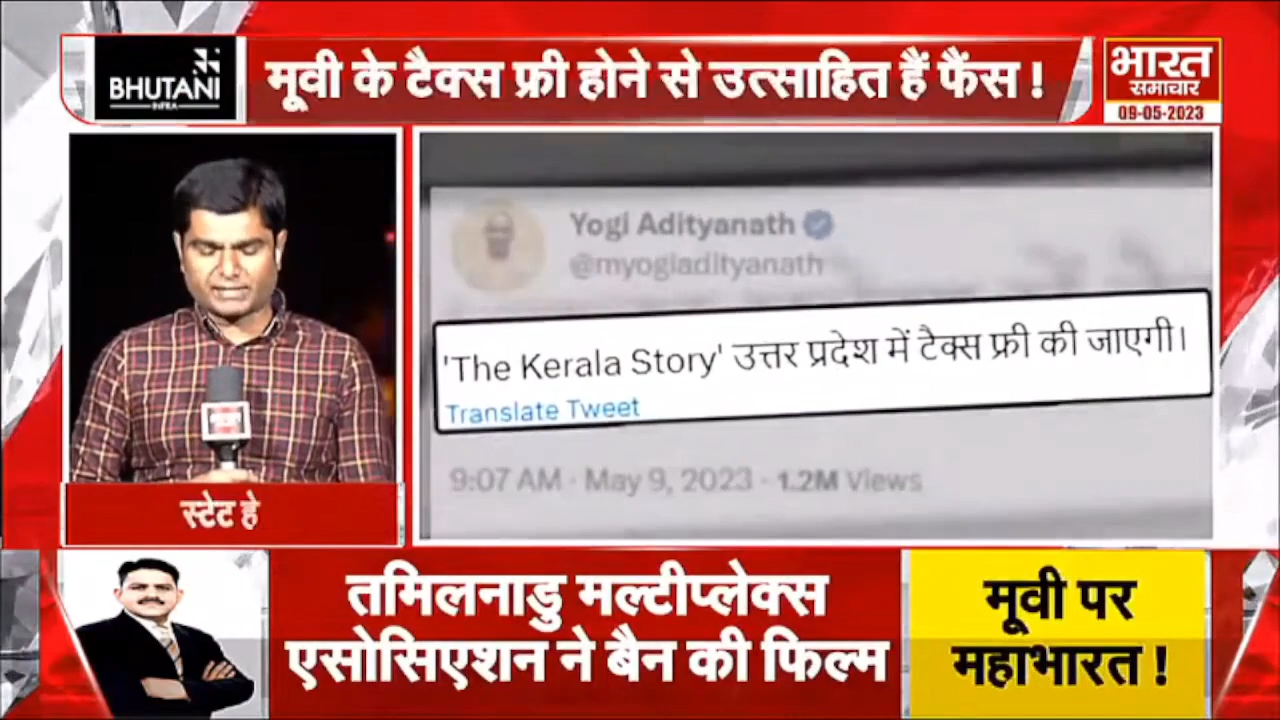 BHUTANI
INFRA
मूवी के टैक्स फ्री होने से उत्साहित हैं फैंस !
भारत
समाचार
09-05-2023
Yogi Adityanath
@myogiadityanath
'The Kerala Story' उत्तर प्रदेश में टैक्स फ्री की जाएगी।
Translate Tweet
9:07 AM · May 9, 2023 · 1.2M Views
स्टेट हे
तमिलनाडु मल्टीप्लेक्स
एसोसिएशन ने बैन की फिल्म
मूवी पर
महाभारत !